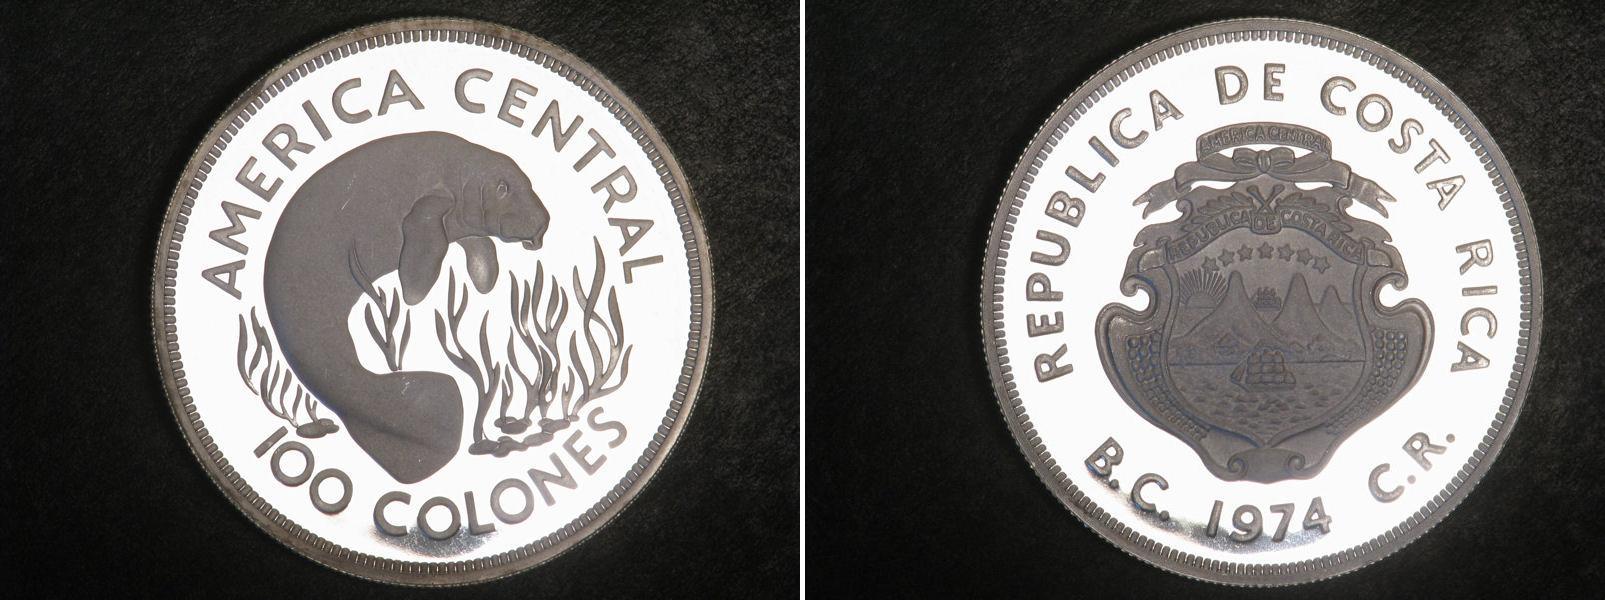 AMERICA CENTRAL
100 COLONES
REPUBLICA DE COSTA RICA
AMERICA CENTRAL
REPUBLICA DE COSTA RICA
B.C. 1974 C.R.